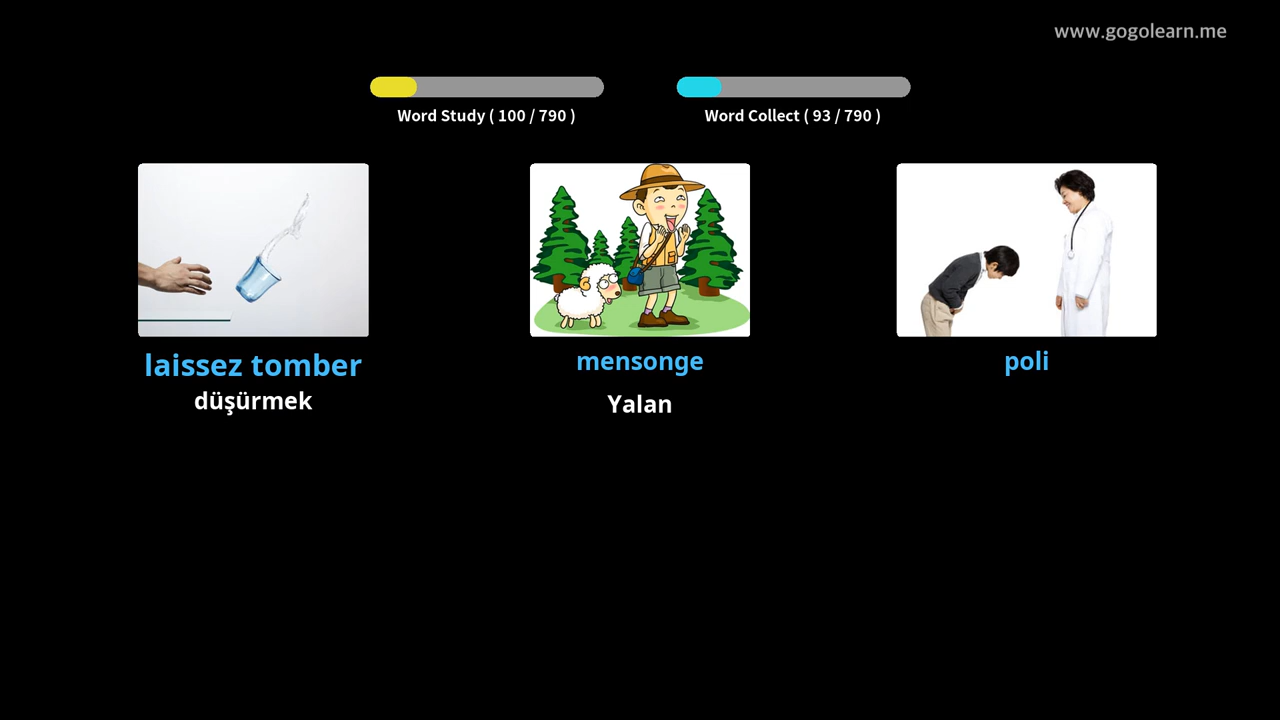 www.gogolearn.me
Word Study ( 100 / 790 )
Word Collect ( 93 / 790 )
laissez tomber
düşürmek
mensonge
Yalan
poli